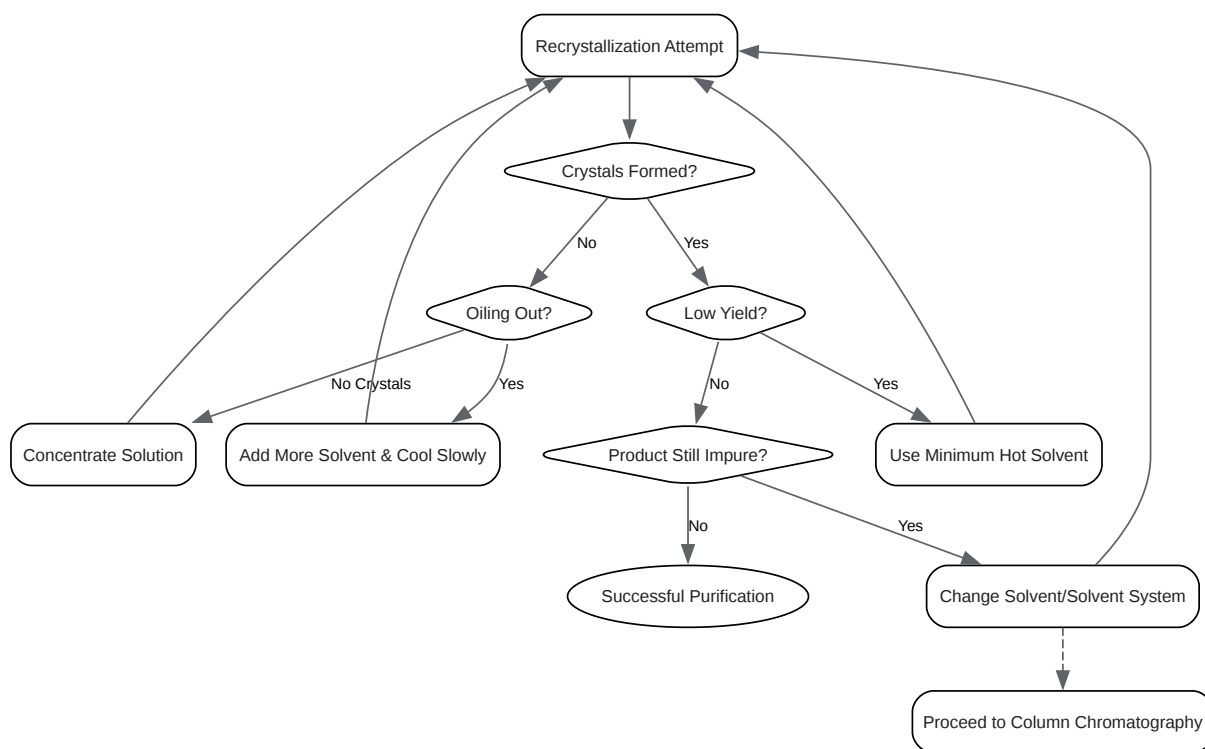 Recrystallization Attempt
Crystals Formed?
No
Yes
Oiling Out?
Low Yield?
No Crystals
Yes
No
Yes
Concentrate Solution
Add More Solvent & Cool Slowly
Product Still Impure?
Use Minimum Hot Solvent
No
Yes
Successful Purification
Change Solvent/Solvent System
Proceed to Column Chromatography